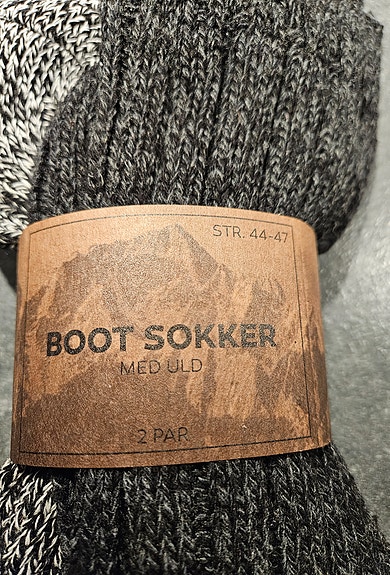 STR. 44-47
BOOT SOKKER
MED ULD
2 PAR